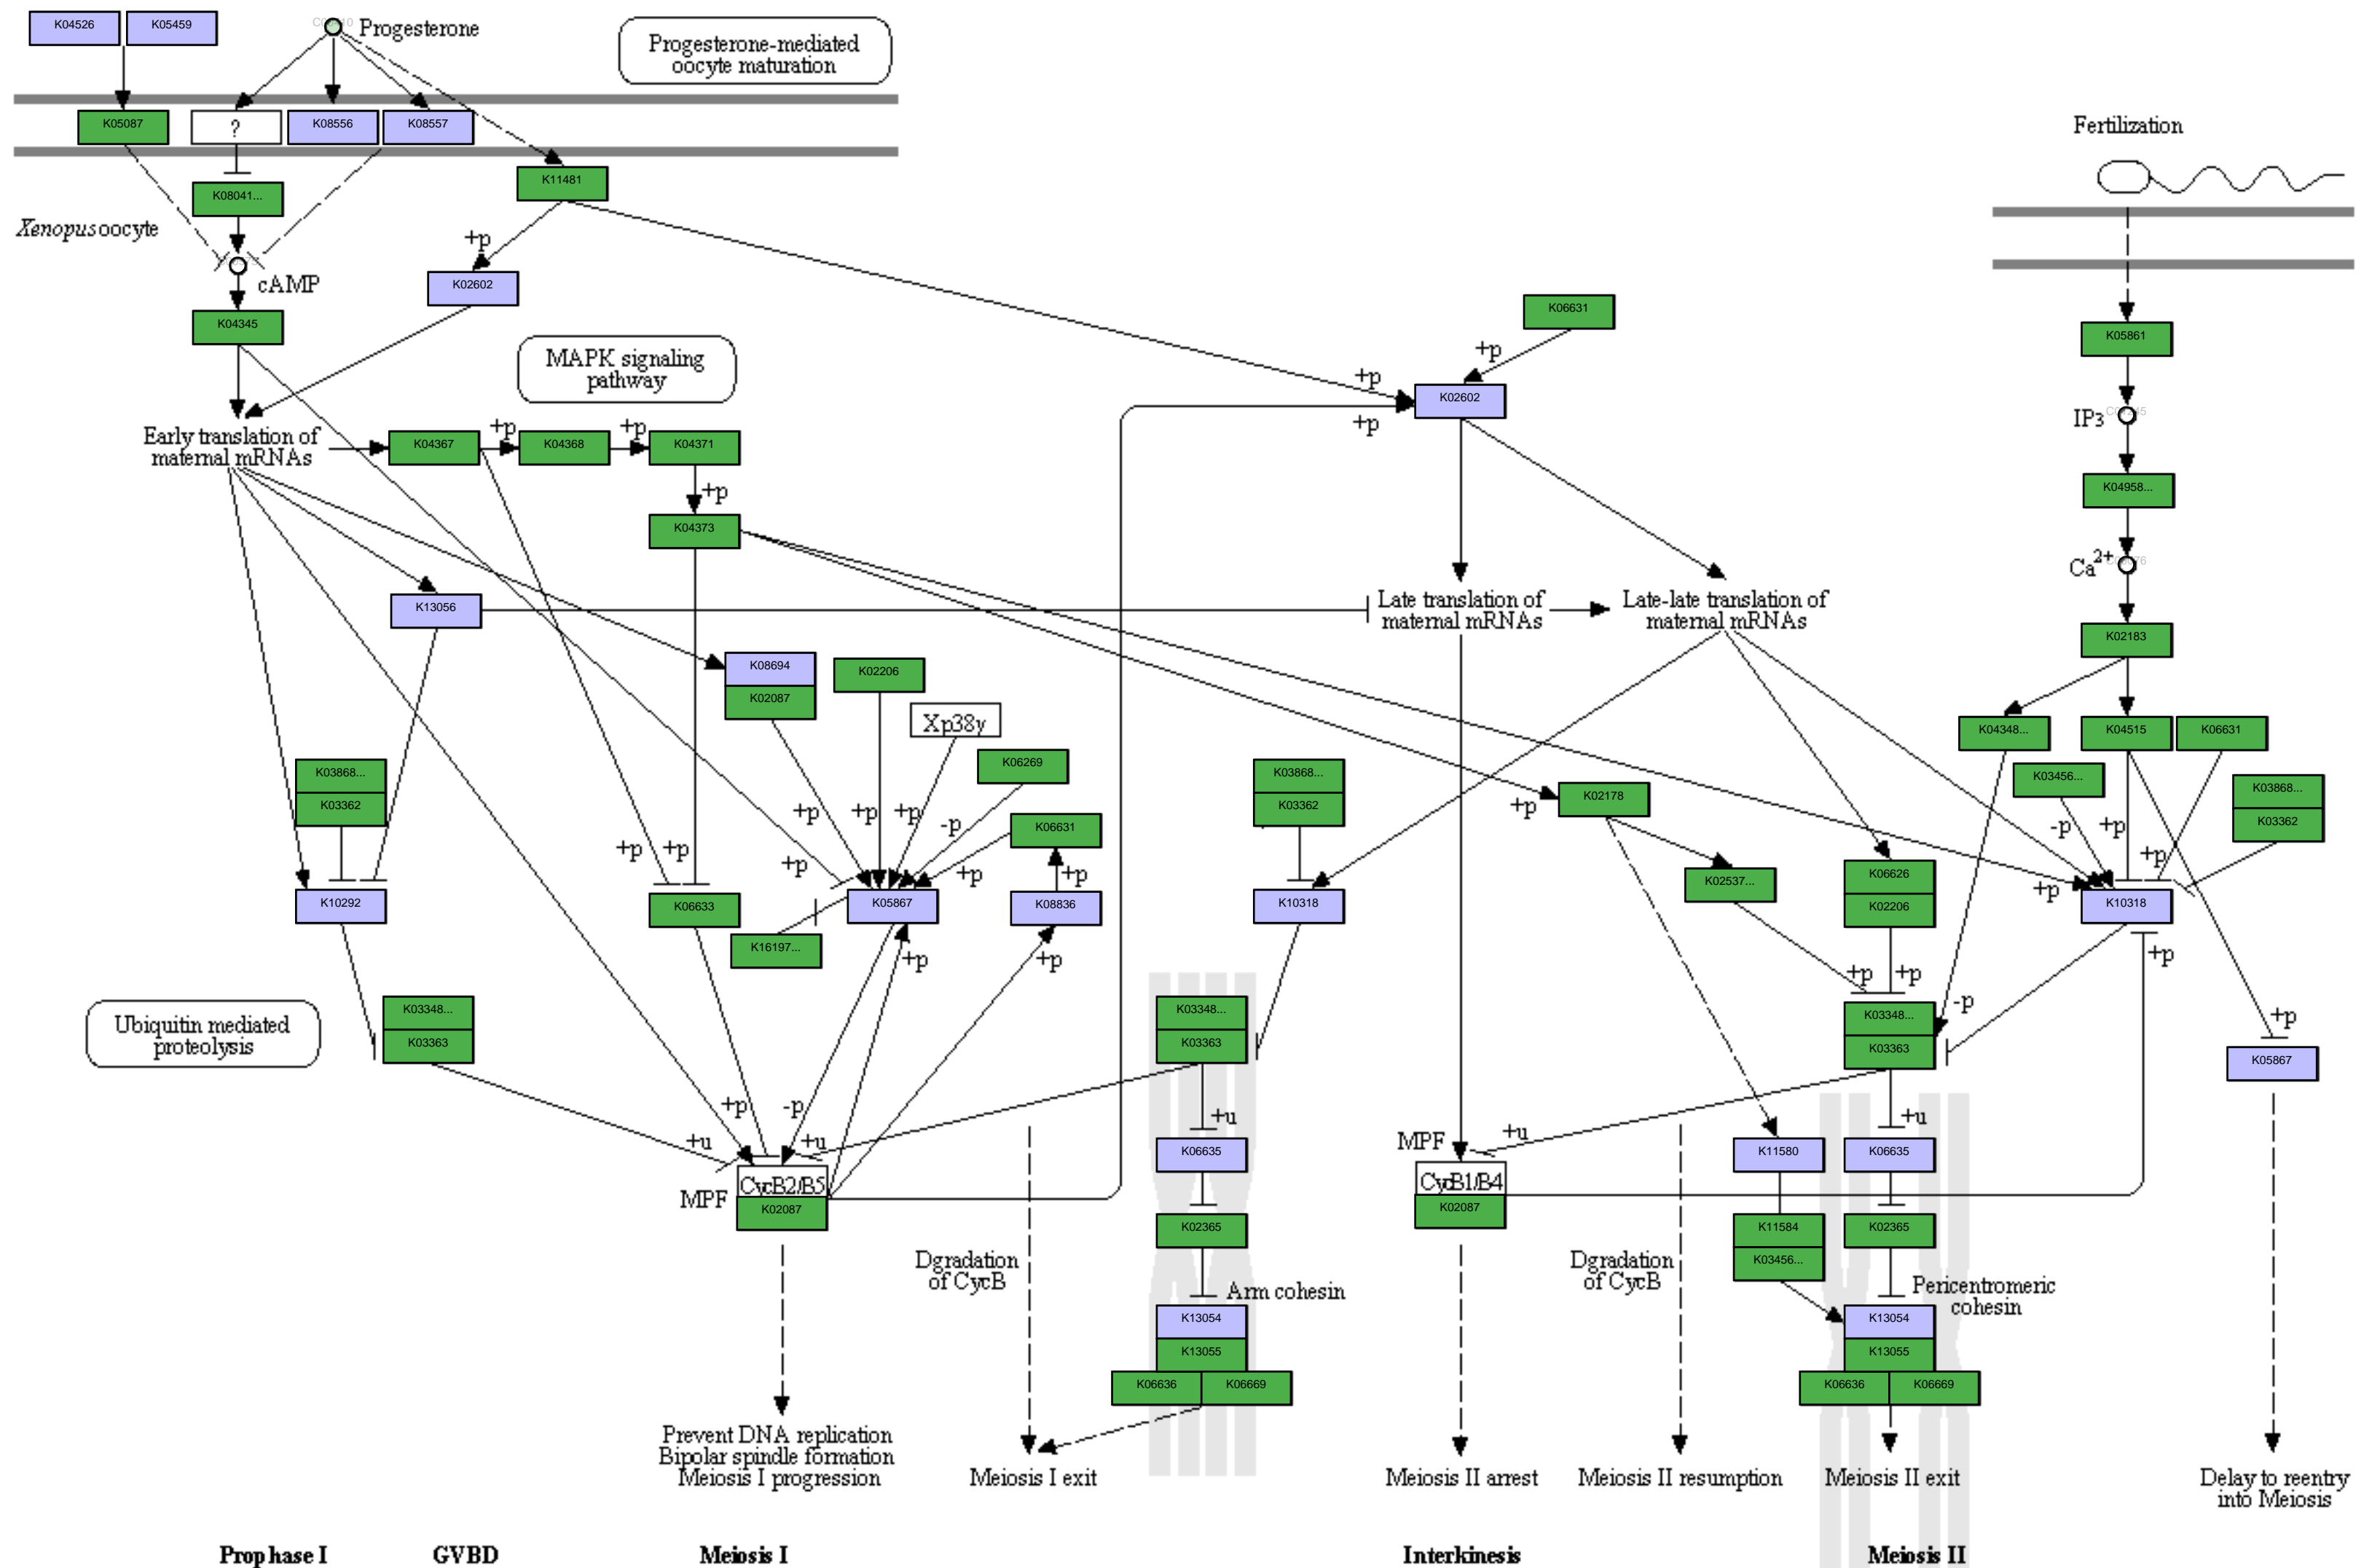 K04526
K05459
Progesterone
Progesterone-mediated
oocyte maturation
K05087
?
K08556
K08557
Fertilization
K11481
K08041...
Xenopus oocyte
+p
cAMP
K02602
K04345
K06631
K05861
MAPK signaling
pathway
+p
+p
K02602
+p
IP3
Early translation of
maternal mRNAs
K04367
+p
K04368
+p
K04371
+p
K04958...
K04373
Ca2+
K13056
Late translation of
maternal mRNAs
Late-late translation of
maternal mRNAs
K02183
K08694
K02087
K02206
Xp38γ
K04348...
K04515
K06631
K03868...
K03362
K06269
K03868...
K03362
K02178
K03456...
K03868...
K03362
+p
+p
+p
-p
+p
-p
+p
K06631
+p
+p
+p
+p
+p
+p
K02537...
K06626
K02206
+p
K10292
K06633
K05867
K08836
K10318
K10318
K16197...
+p
+p
+p
+p
+p
K03348...
K03363
K03348...
K03363
K03348...
K03363
-p
Ubiquitin mediated
proteolysis
+p
K05867
+p
-p
+u
+u
+u
+u
+u
MPF
CycB2/B5
K02087
K06635
MPF
CycB1/B4
K02087
K11580
K06635
K02365
K11584
K03456...
K02365
Dgradation
of CycB
Arm cohesin
Dgradation
of CycB
Pericentromeric
cohesin
K13054
K13055
K06636
K06669
K13054
K13055
K06636
K06669
Prevent DNA replication
Bipolar spindle formation
Meiosis I progression
Meiosis I exit
Meiosis II arrest
Meiosis II resumption
Meiosis II exit
Delay to reentry
into Meiosis
Prophase I
GVBD
Meiosis I
Interkinesis
Meiosis II